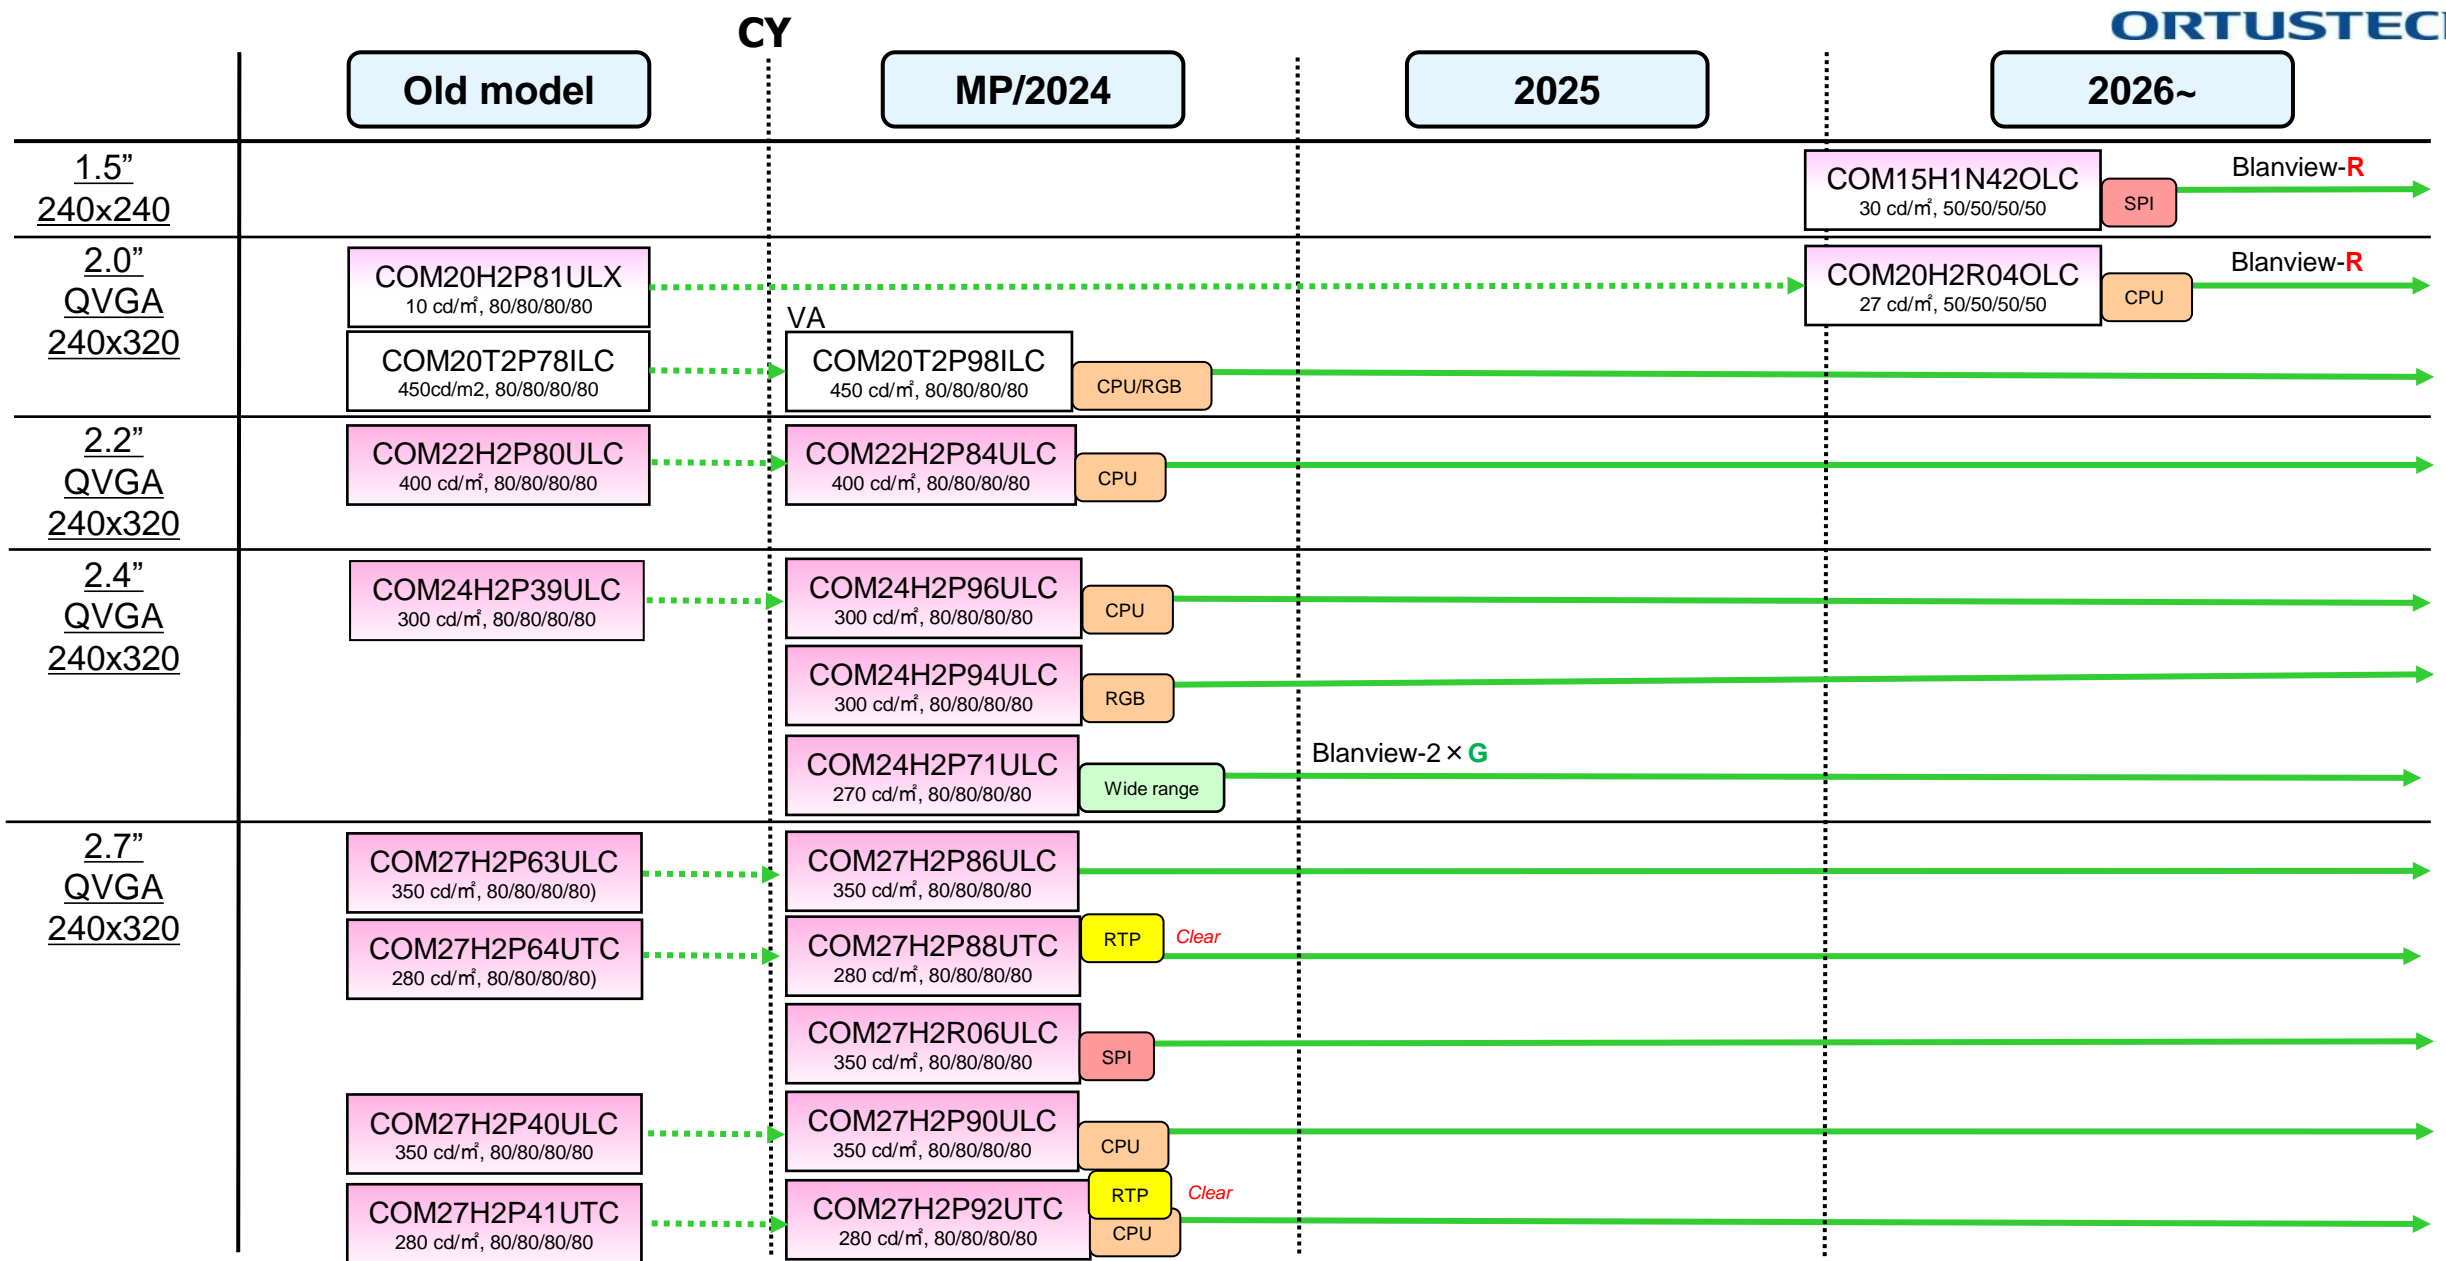 CY
ORTUSTECH
Old model
MP/2024
2025
2026~
1.5”
240x240
COM15H1N42OLC
30 cd/㎡, 50/50/50/50
SPI
Blanview-R
2.0”
QVGA
240x320
COM20H2P81ULX
10 cd/㎡, 80/80/80/80
COM20H2R04OLC
27 cd/㎡, 50/50/50/50
CPU
Blanview-R
VA
COM20T2P78ILC
450cd/m2, 80/80/80/80
COM20T2P98ILC
450 cd/㎡, 80/80/80/80
CPU/RGB
2.2”
QVGA
240x320
COM22H2P80ULC
400 cd/㎡, 80/80/80/80
COM22H2P84ULC
400 cd/㎡, 80/80/80/80
CPU
2.4”
QVGA
240x320
COM24H2P39ULC
300 cd/㎡, 80/80/80/80
COM24H2P96ULC
300 cd/㎡, 80/80/80/80
CPU
COM24H2P94ULC
300 cd/㎡, 80/80/80/80
RGB
COM24H2P71ULC
270 cd/㎡, 80/80/80/80
Wide range
Blanview-2×G
2.7”
QVGA
240x320
COM27H2P63ULC
350 cd/㎡, 80/80/80/80)
COM27H2P86ULC
350 cd/㎡, 80/80/80/80
COM27H2P64UTC
280 cd/㎡, 80/80/80/80)
COM27H2P88UTC
280 cd/㎡, 80/80/80/80
RTP
Clear
COM27H2R06ULC
350 cd/㎡, 80/80/80/80
SPI
COM27H2P40ULC
350 cd/㎡, 80/80/80/80
COM27H2P90ULC
350 cd/㎡, 80/80/80/80
CPU
COM27H2P41UTC
280 cd/㎡, 80/80/80/80
COM27H2P92UTC
280 cd/㎡, 80/80/80/80
RTP
Clear
CPU